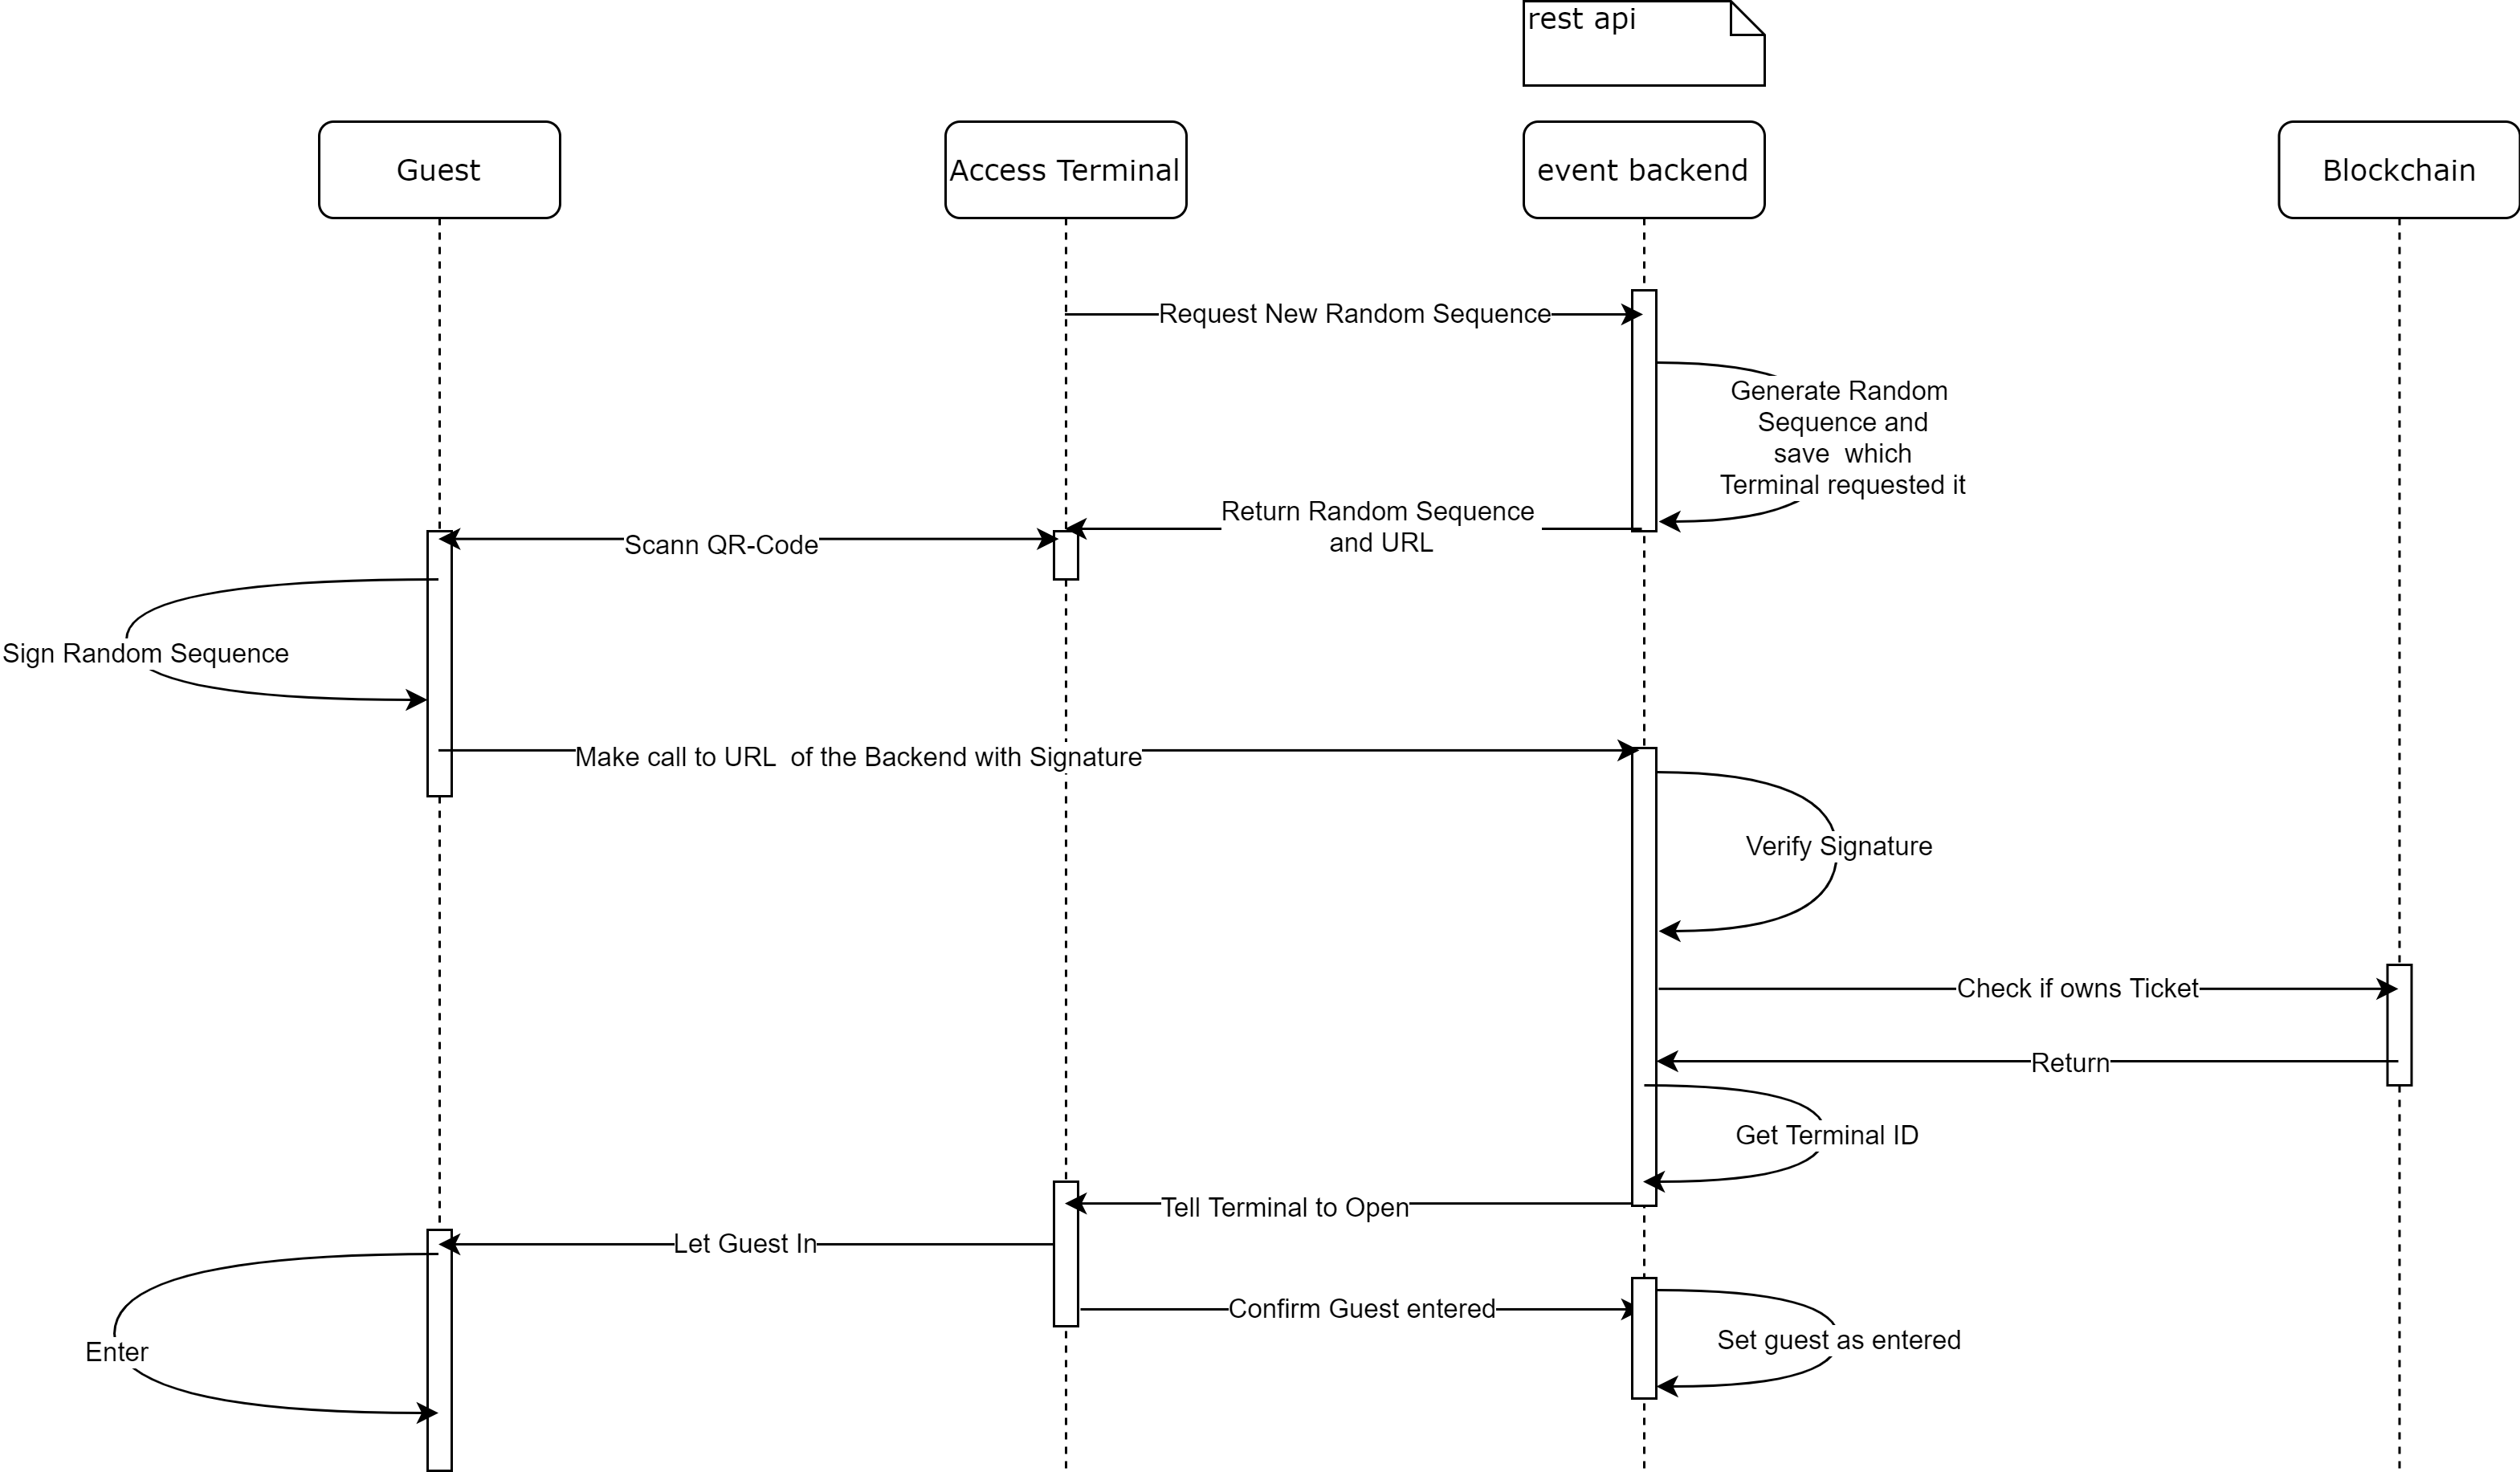 rest api
Guest
Access Terminal
event backend
Blockchain
Request New Random Sequence
Generate Random
Sequence and
save  which
Terminal requested it
Return Random Sequence
and URL
Scann QR-Code
Sign Random Sequence
Make call to URL  of the Backend with Signature
Verify Signature
Check if owns Ticket
Return
Get Terminal ID
Tell Terminal to Open
Let Guest In
Confirm Guest entered
Set guest as entered
Enter